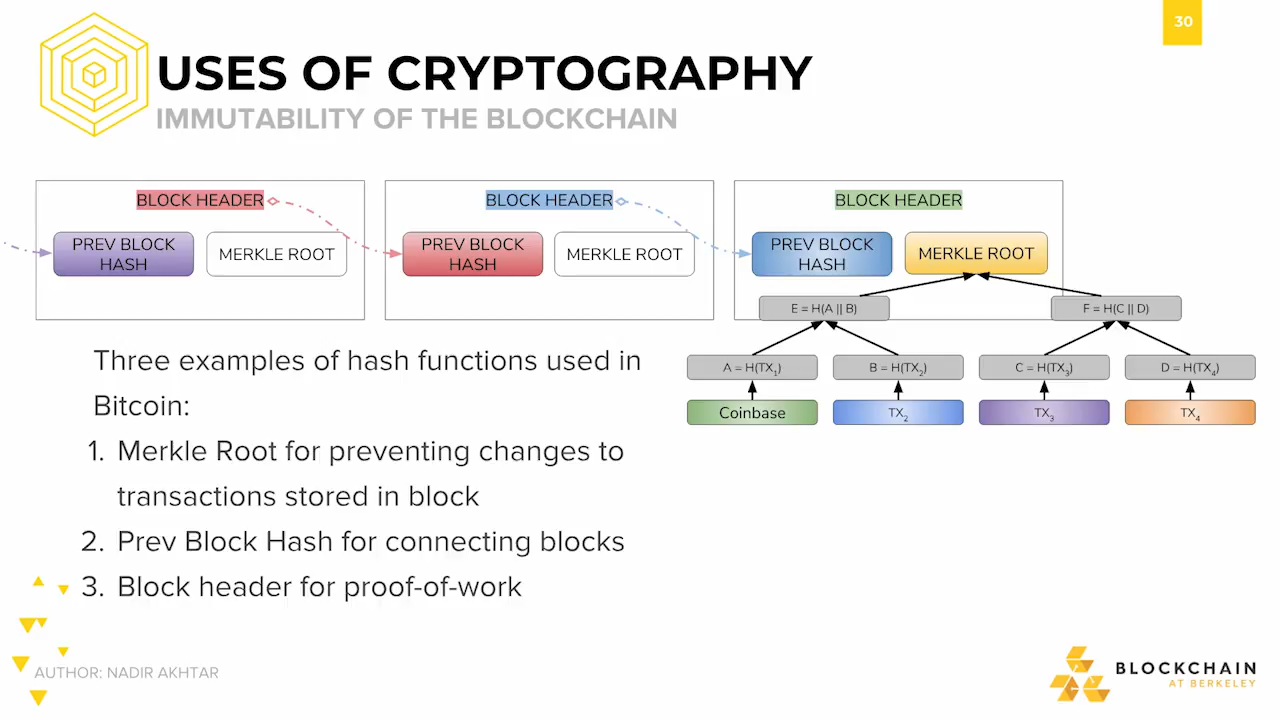 30
USES OF CRYPTOGRAPHY
IMMUTABILITY OF THE BLOCKCHAIN
BLOCK HEADER
PREV BLOCK
HASH
MERKLE ROOT
BLOCK HEADER
PREV BLOCK
HASH
MERKLE ROOT
BLOCK HEADER
PREV BLOCK
HASH
MERKLE ROOT
E = H(A || B)
F = H(C || D)
A = H(TX₁)
B = H(TX₂)
C = H(TX₃)
D = H(TX₄)
Coinbase
TX₂
TX₃
TX₄
Three examples of hash functions used in
Bitcoin:
1. Merkle Root for preventing changes to
transactions stored in block
2. Prev Block Hash for connecting blocks
3. Block header for proof-of-work
AUTHOR: NADIR AKHTAR
BLOCKCHAIN
AT BERKELEY